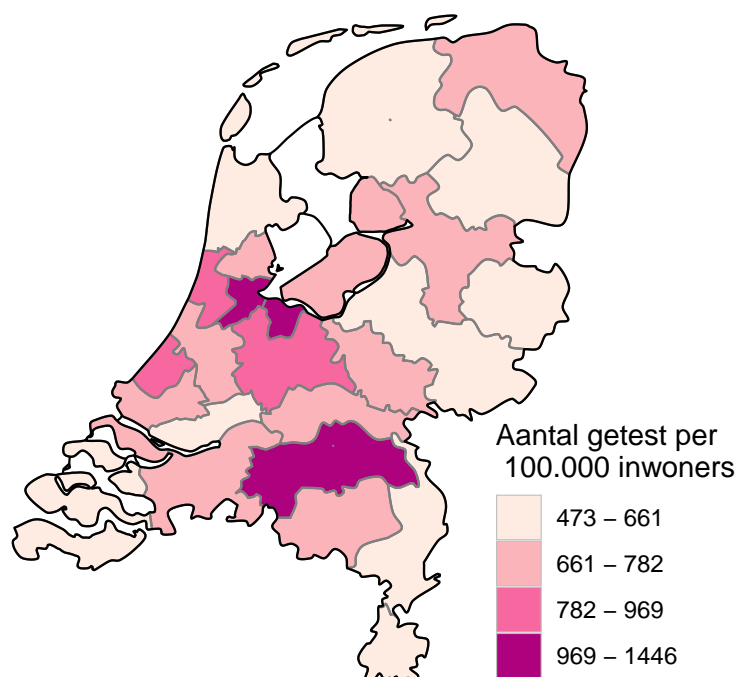 Aantal getest per
100.000 inwoners
473 – 661
661 – 782
782 – 969
969 – 1446